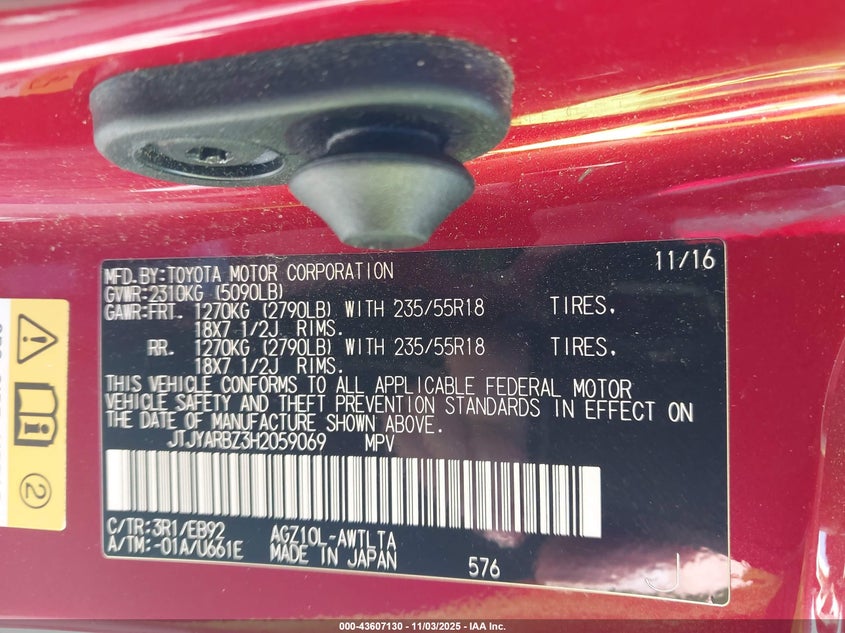 MFD.BY:TOYOTA MOTOR CORPORATION 11/16
GVWR:2310KG (5090LB)
GAWR:FRT. 1270KG (2790LB) WITH 235/55R18 TIRES,
18X7 1/2J RIMS.
RR. 1270KG (2790LB) WITH 235/55R18 TIRES,
18X7 1/2J RIMS.
THIS VEHICLE CONFORMS TO ALL APPLICABLE FEDERAL MOTOR
VEHICLE SAFETY AND THEFT PREVENTION STANDARDS IN EFFECT ON
THE DATE OF MANUFACTURE SHOWN ABOVE.
JTJYARBZ3H2059069 MPV
C/TR:3R1/EB92 AGZ10L-AWTLTA
A/TM:-01A/U661E MADE IN JAPAN 576
J
2
000-43607130 - 11/03/2025 - IAA Inc.